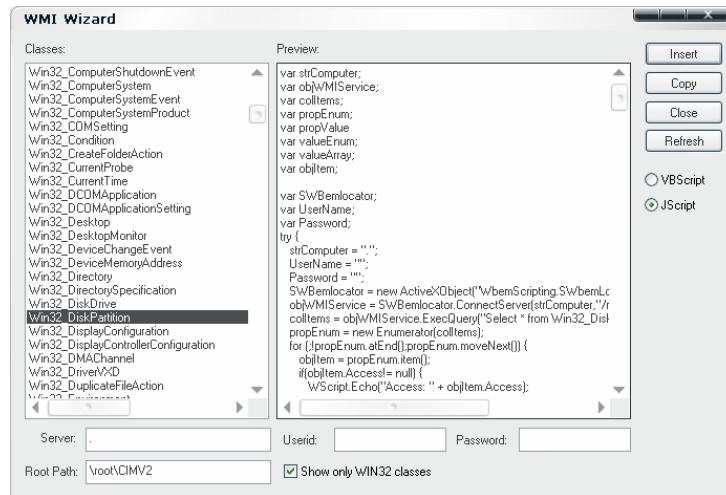 WMI Wizard
Classes:
Win32_ComputerShutdownEvent
Win32_ComputerSystem
Win32_ComputerSystemEvent
Win32_ComputerSystemProduct
Win32_COMSetting
Win32_Condition
Win32_CreateFolderAction
Win32_CurrentProbe
Win32_CurrentTime
Win32_DCOMApplication
Win32_DCOMApplicationSetting
Win32_Desktop
Win32_DesktopMonitor
Win32_DeviceChangeEvent
Win32_DeviceMemoryAddress
Win32_Directory
Win32_DirectorySpecification
Win32_DiskDrive
Win32_DiskPartition
Win32_DisplayConfiguration
Win32_DisplayControllerConfiguration
Win32_DMAChannel
Win32_DriverVXD
Win32_DuplicateFileAction
Win32_Environment
Preview:
var strComputer;
var objWMIService;
var colItems;
var propEnum;
var propValue
var valueEnum;
var valueArray;
var objItem;
var SWBemlocator;
var UserName;
var Password;
try {
strComputer = ".";
UserName = "";
Password = "";
SWBemlocator = new ActiveXObject("WbemScripting.SWbemLc
objWMIService = SWBemlocator.ConnectServer(strComputer,"/r
colItems = objWMIService.ExecQuery("Select * from Win32_Disl
propEnum = new Enumerator(colItems);
for (;!propEnum.atEnd();propEnum.moveNext()) {
objItem = propEnum.item();
if(objItem.Access!= null) {
WScript.Echo("Access: " + objItem.Access);
Insert
Copy
Close
Refresh
VBScript
JScript
Server: .
Userid:
Password:
Root Path: \root\CIMV2
Show only WIN32 classes